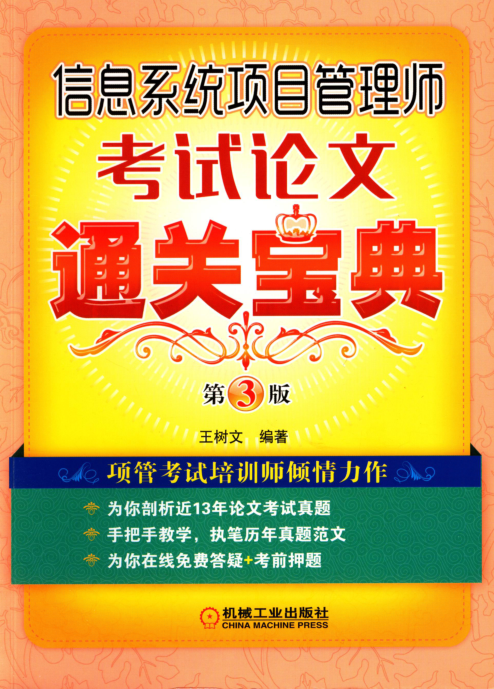 信息系统项目管理师
考试论文
通关宝典
第3版
王树文 编著
项管考试培训师倾情力作
为你剖析近13年论文考试真题
手把手教学，执笔历年真题范文
为你在线免费答疑+考前押题
机械工业出版社
CHINA MACHINE PRESS